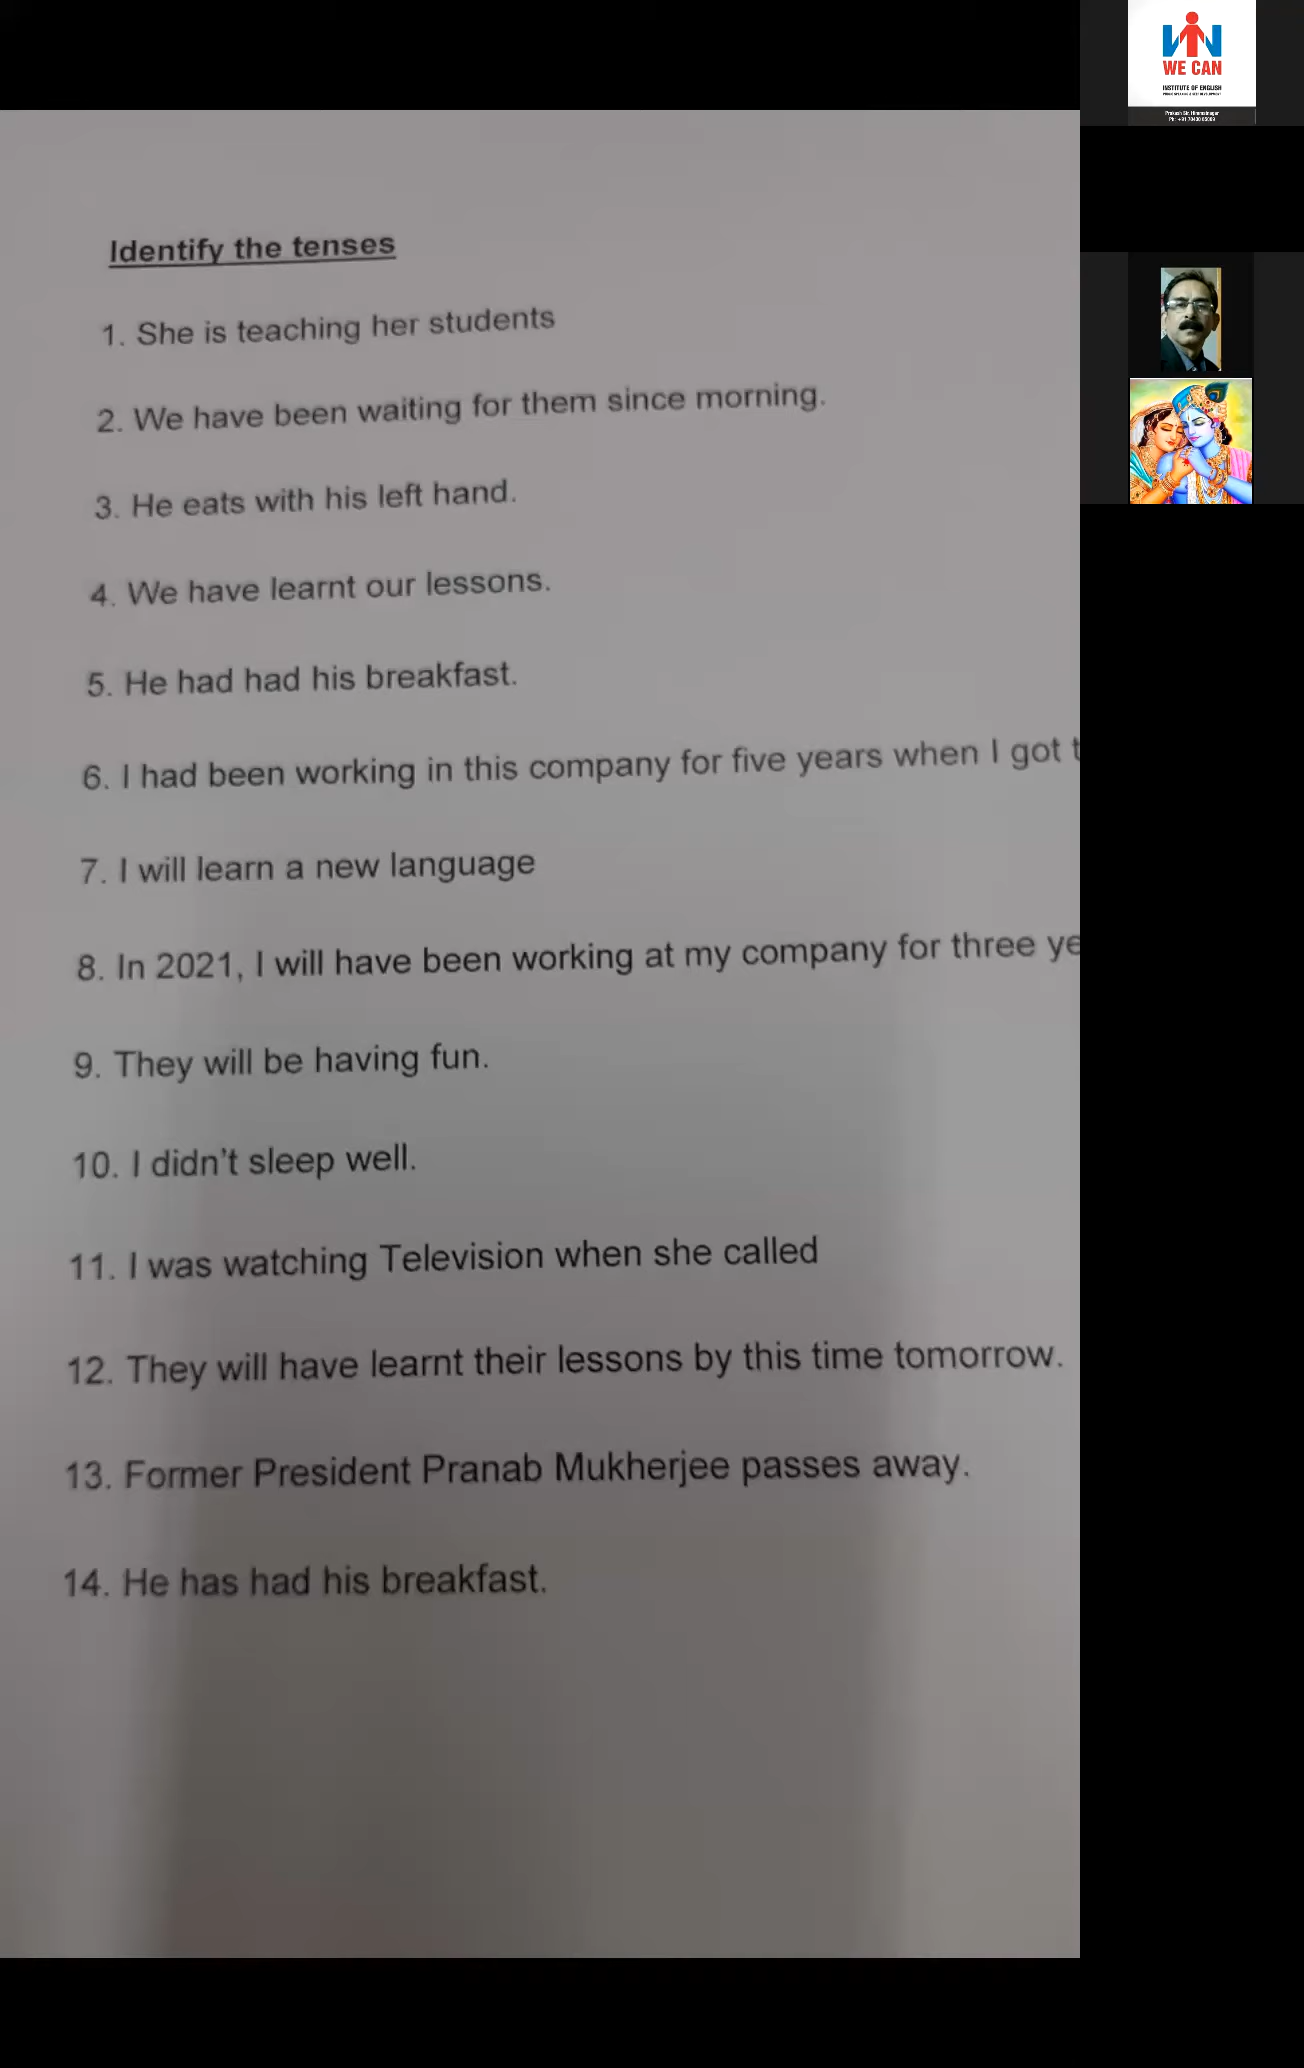 WE CAN
INSTITUTE OF ENGLISH
Identify the tenses
1. She is teaching her students
2. We have been waiting for them since morning.
3. He eats with his left hand.
4. We have learnt our lessons.
5. He had had his breakfast.
6. I had been working in this company for five years when I got
7. I will learn a new language
8. In 2021, I will have been working at my company for three ye
9. They will be having fun.
10. I didn't sleep well.
11. I was watching Television when she called
12. They will have learnt their lessons by this time tomorrow.
13. Former President Pranab Mukherjee passes away.
14. He has had his breakfast.